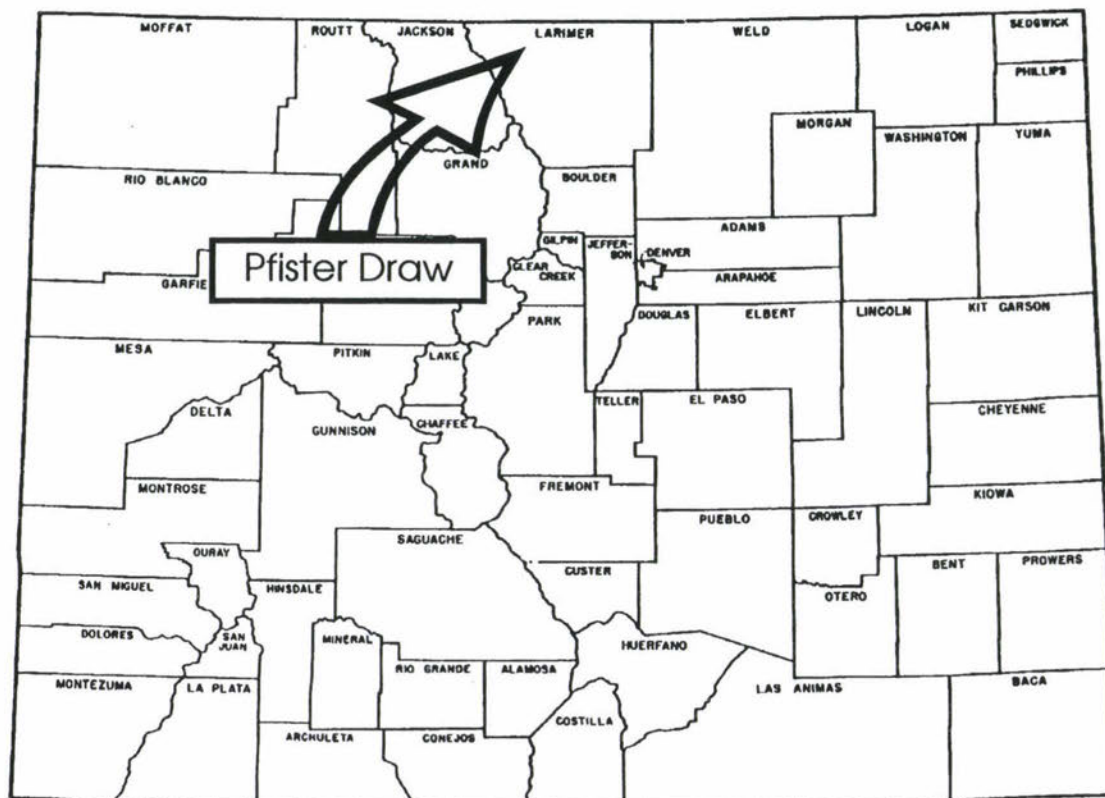 MOFFAT
ROUTT
JACKSON
LARIMER
WELD
LOGAN
SEDGWICK
PHILLIPS
MORGAN
WASHINGTON
YUMA
GRAND
RIO BLANCO
BOULDER
ADAMS
GILPIN
JEFFER-
SON
DENVER
Pfister Draw
CLEAR
CREEK
ARAPAHOE
GARFIE
PARK
DOUGLAS
ELBERT
LINCOLN
KIT CARSON
MESA
PITKIN
LAKE
TELLER
EL PASO
DELTA
CHEYENNE
GUNNISON
CHAFFEE
MONTROSE
FREMONT
KIOWA
PUEBLO
CROWLEY
SAGUACHE
OURAY
BENT
PROWERS
SAN MIGUEL
HINSDALE
CUSTER
OTERO
DOLORES
SAN
JUAN
MINERAL
HUERFANO
RIO GRANDE
ALAMOSA
MONTEZUMA
LA PLATA
LAS ANIMAS
BACA
COSTILLA
ARCHULETA
CONEJOS